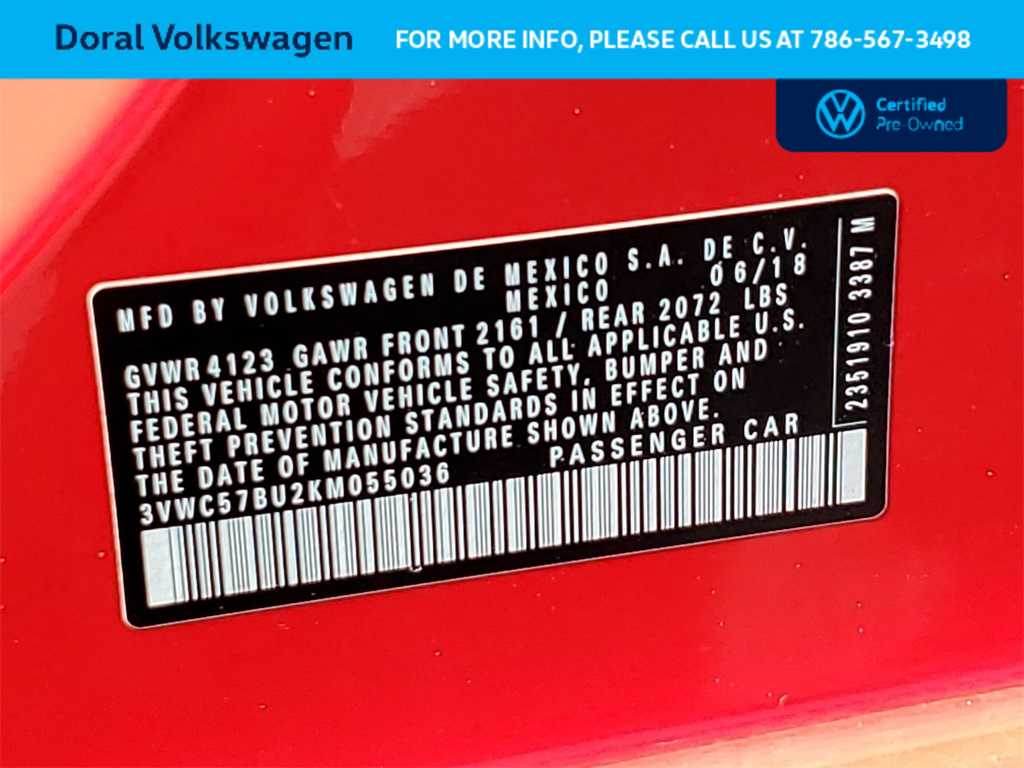 Doral Volkswagen
FOR MORE INFO, PLEASE CALL US AT 786-567-3498
Certified
Pre-Owned
MFD BY VOLKSWAGEN DE MEXICO S.A. DE C.V.
MEXICO 06/18
GVWR 4123 GAWR FRONT 2161 / REAR 2072 LBS
THIS VEHICLE CONFORMS TO ALL APPLICABLE U.S.
FEDERAL MOTOR VEHICLE SAFETY, BUMPER AND
THEFT PREVENTION STANDARDS IN EFFECT ON
THE DATE OF MANUFACTURE SHOWN ABOVE.
3VWC57BU2KM055036 PASSENGER CAR
2351910 3387 M